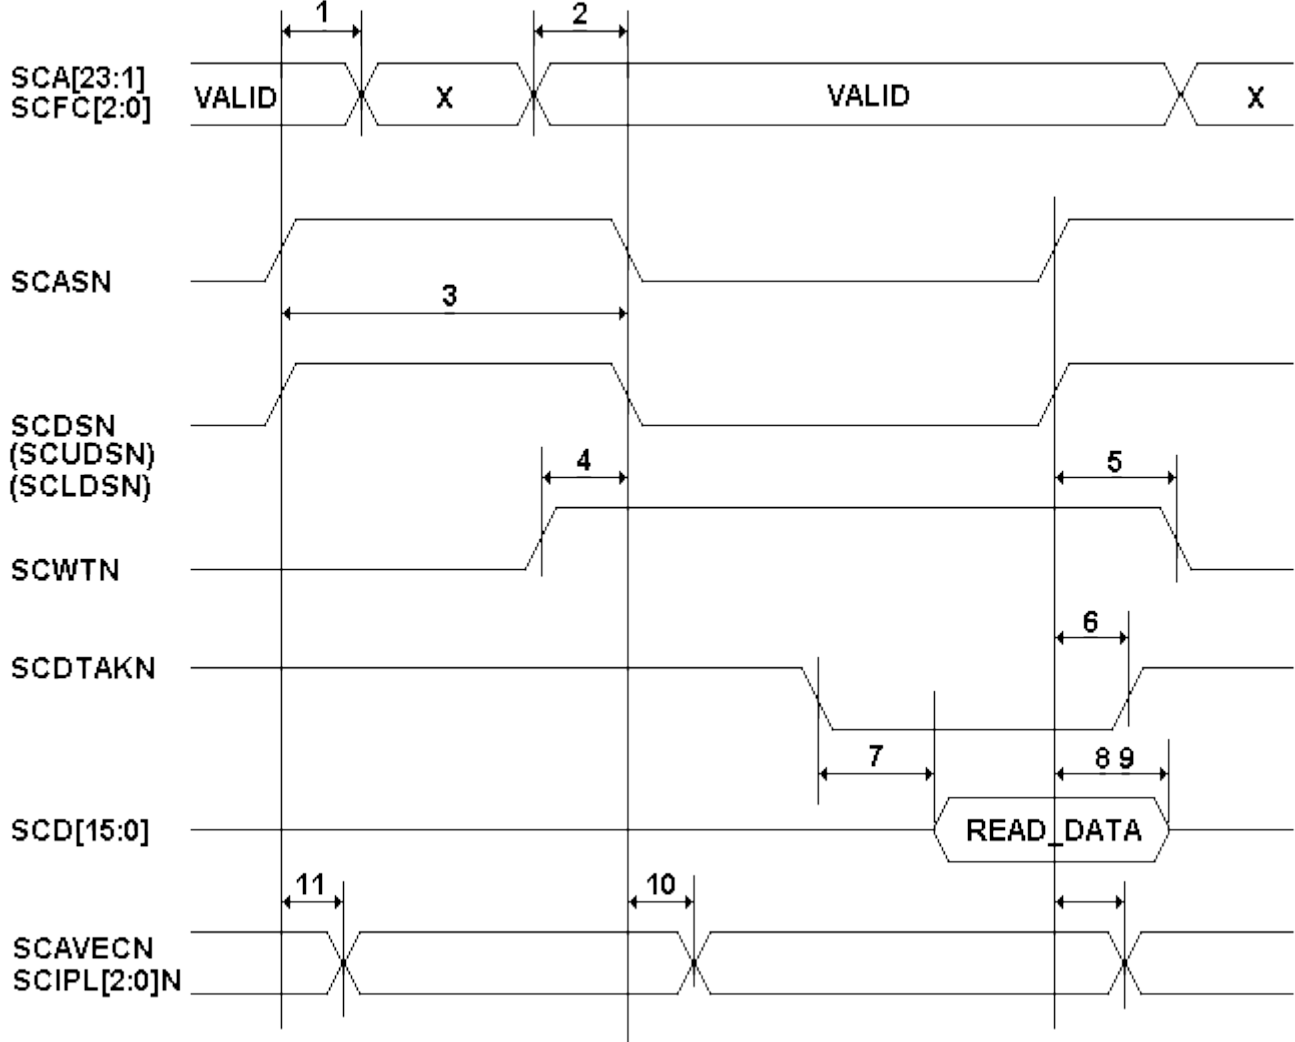 1
2
SCA[23:1]
SCFC[2:0]
VALID
X
VALID
X
SCASN
3
SCDSN
(SCUDSN)
(SCLDSN)
4
5
SCWTN
6
SCDTAKN
7
8 9
SCD[15:0]
READ_DATA
11
10
SCAVECN
SCIPL[2:0]N